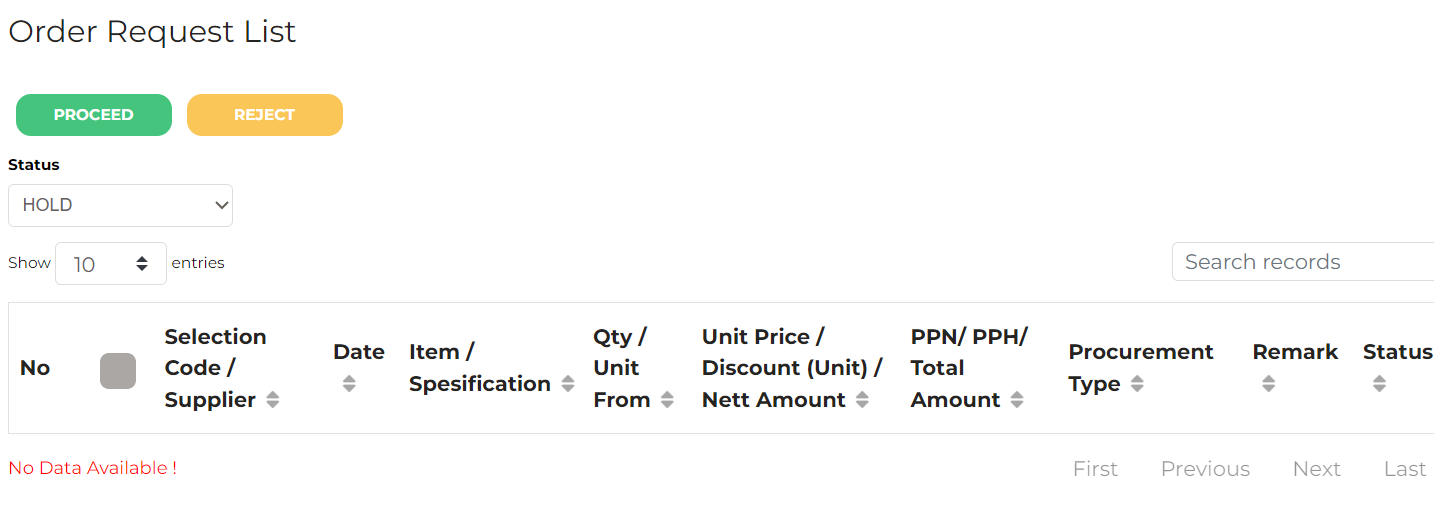 Order Request List
PROCEED REJECT
Status
HOLD
Show 10 entries Search records
No
Selection
Code /
Supplier
Date
Item /
Spesification
Qty /
Unit
From
Unit Price /
Discount (Unit) /
Nett Amount
PPN/ PPH/
Total
Amount
Procurement
Type
Remark
Status
No Data Available ! First Previous Next Last